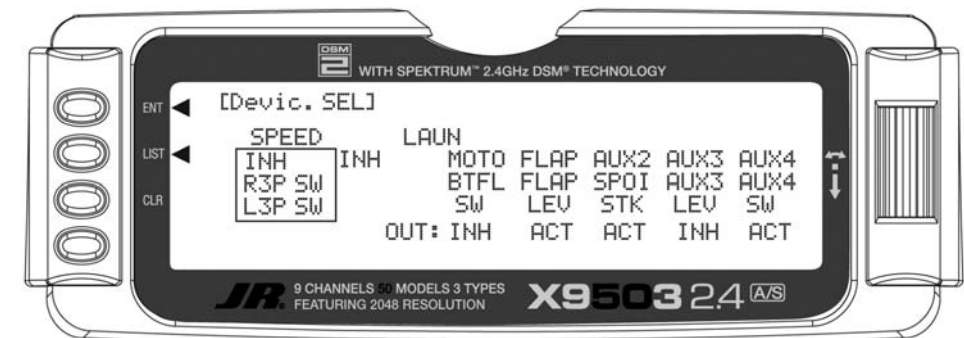 DSM
2 WITH SPEKTRUM™ 2.4GHz DSM® TECHNOLOGY
ENT [Devic. SEL]
SPEED LAUN
LIST INH INH MOTO FLAP AUX2 AUX3 AUX4
R3P SW BTFL FLAP SPOI AUX3 AUX4
CLR L3P SW SW LEV STK LEV SW
OUT: INH ACT ACT INH ACT
JR. 9 CHANNELS 50 MODELS 3 TYPES
FEATURING 2048 RESOLUTION
X9503 2.4 A/S